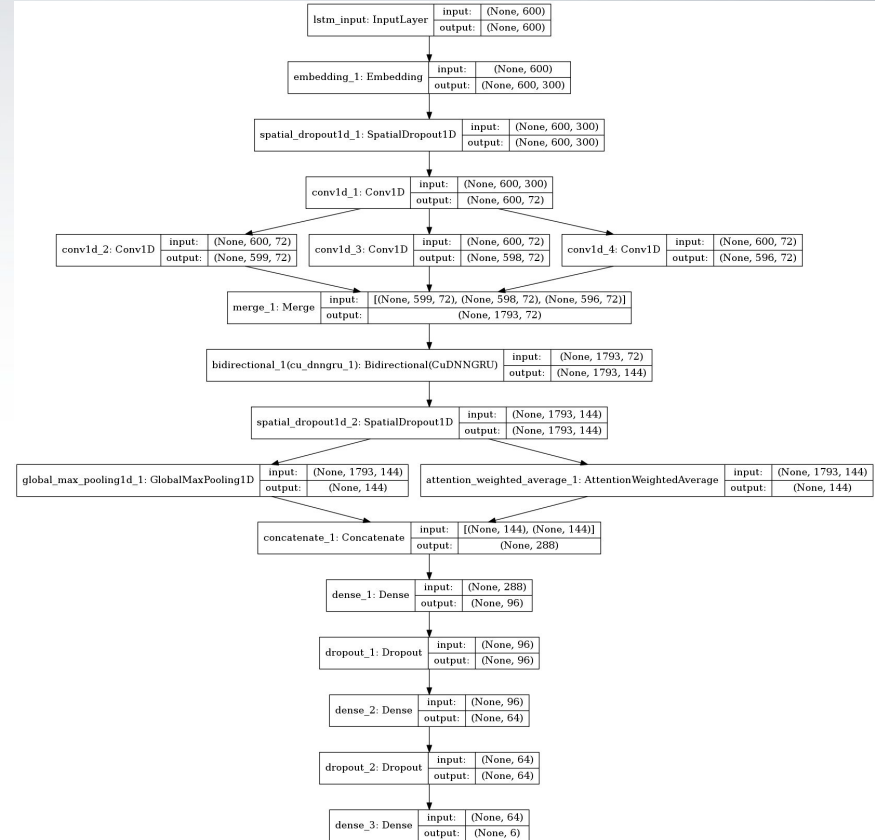 lstm_input: InputLayer input: (None, 600)
output: (None, 600)
embedding_1: Embedding input: (None, 600)
output: (None, 600, 300)
spatial_dropout1d_1: SpatialDropout1D input: (None, 600, 300)
output: (None, 600, 300)
conv1d_1: Conv1D input: (None, 600, 300)
output: (None, 600, 72)
conv1d_2: Conv1D input: (None, 600, 72)
output: (None, 599, 72)
conv1d_3: Conv1D input: (None, 600, 72)
output: (None, 598, 72)
conv1d_4: Conv1D input: (None, 600, 72)
output: (None, 596, 72)
merge_1: Merge input: [(None, 599, 72), (None, 598, 72), (None, 596, 72)]
output: (None, 1793, 72)
bidirectional_1(cu_dnngru_1): Bidirectional(CuDNNGRU) input: (None, 1793, 72)
output: (None, 1793, 144)
spatial_dropout1d_2: SpatialDropout1D input: (None, 1793, 144)
output: (None, 1793, 144)
global_max_pooling1d_1: GlobalMaxPooling1D input: (None, 1793, 144)
output: (None, 144)
attention_weighted_average_1: AttentionWeightedAverage input: (None, 1793, 144)
output: (None, 144)
concatenate_1: Concatenate input: [(None, 144), (None, 144)]
output: (None, 288)
dense_1: Dense input: (None, 288)
output: (None, 96)
dropout_1: Dropout input: (None, 96)
output: (None, 96)
dense_2: Dense input: (None, 96)
output: (None, 64)
dropout_2: Dropout input: (None, 64)
output: (None, 64)
dense_3: Dense input: (None, 64)
output: (None, 6)